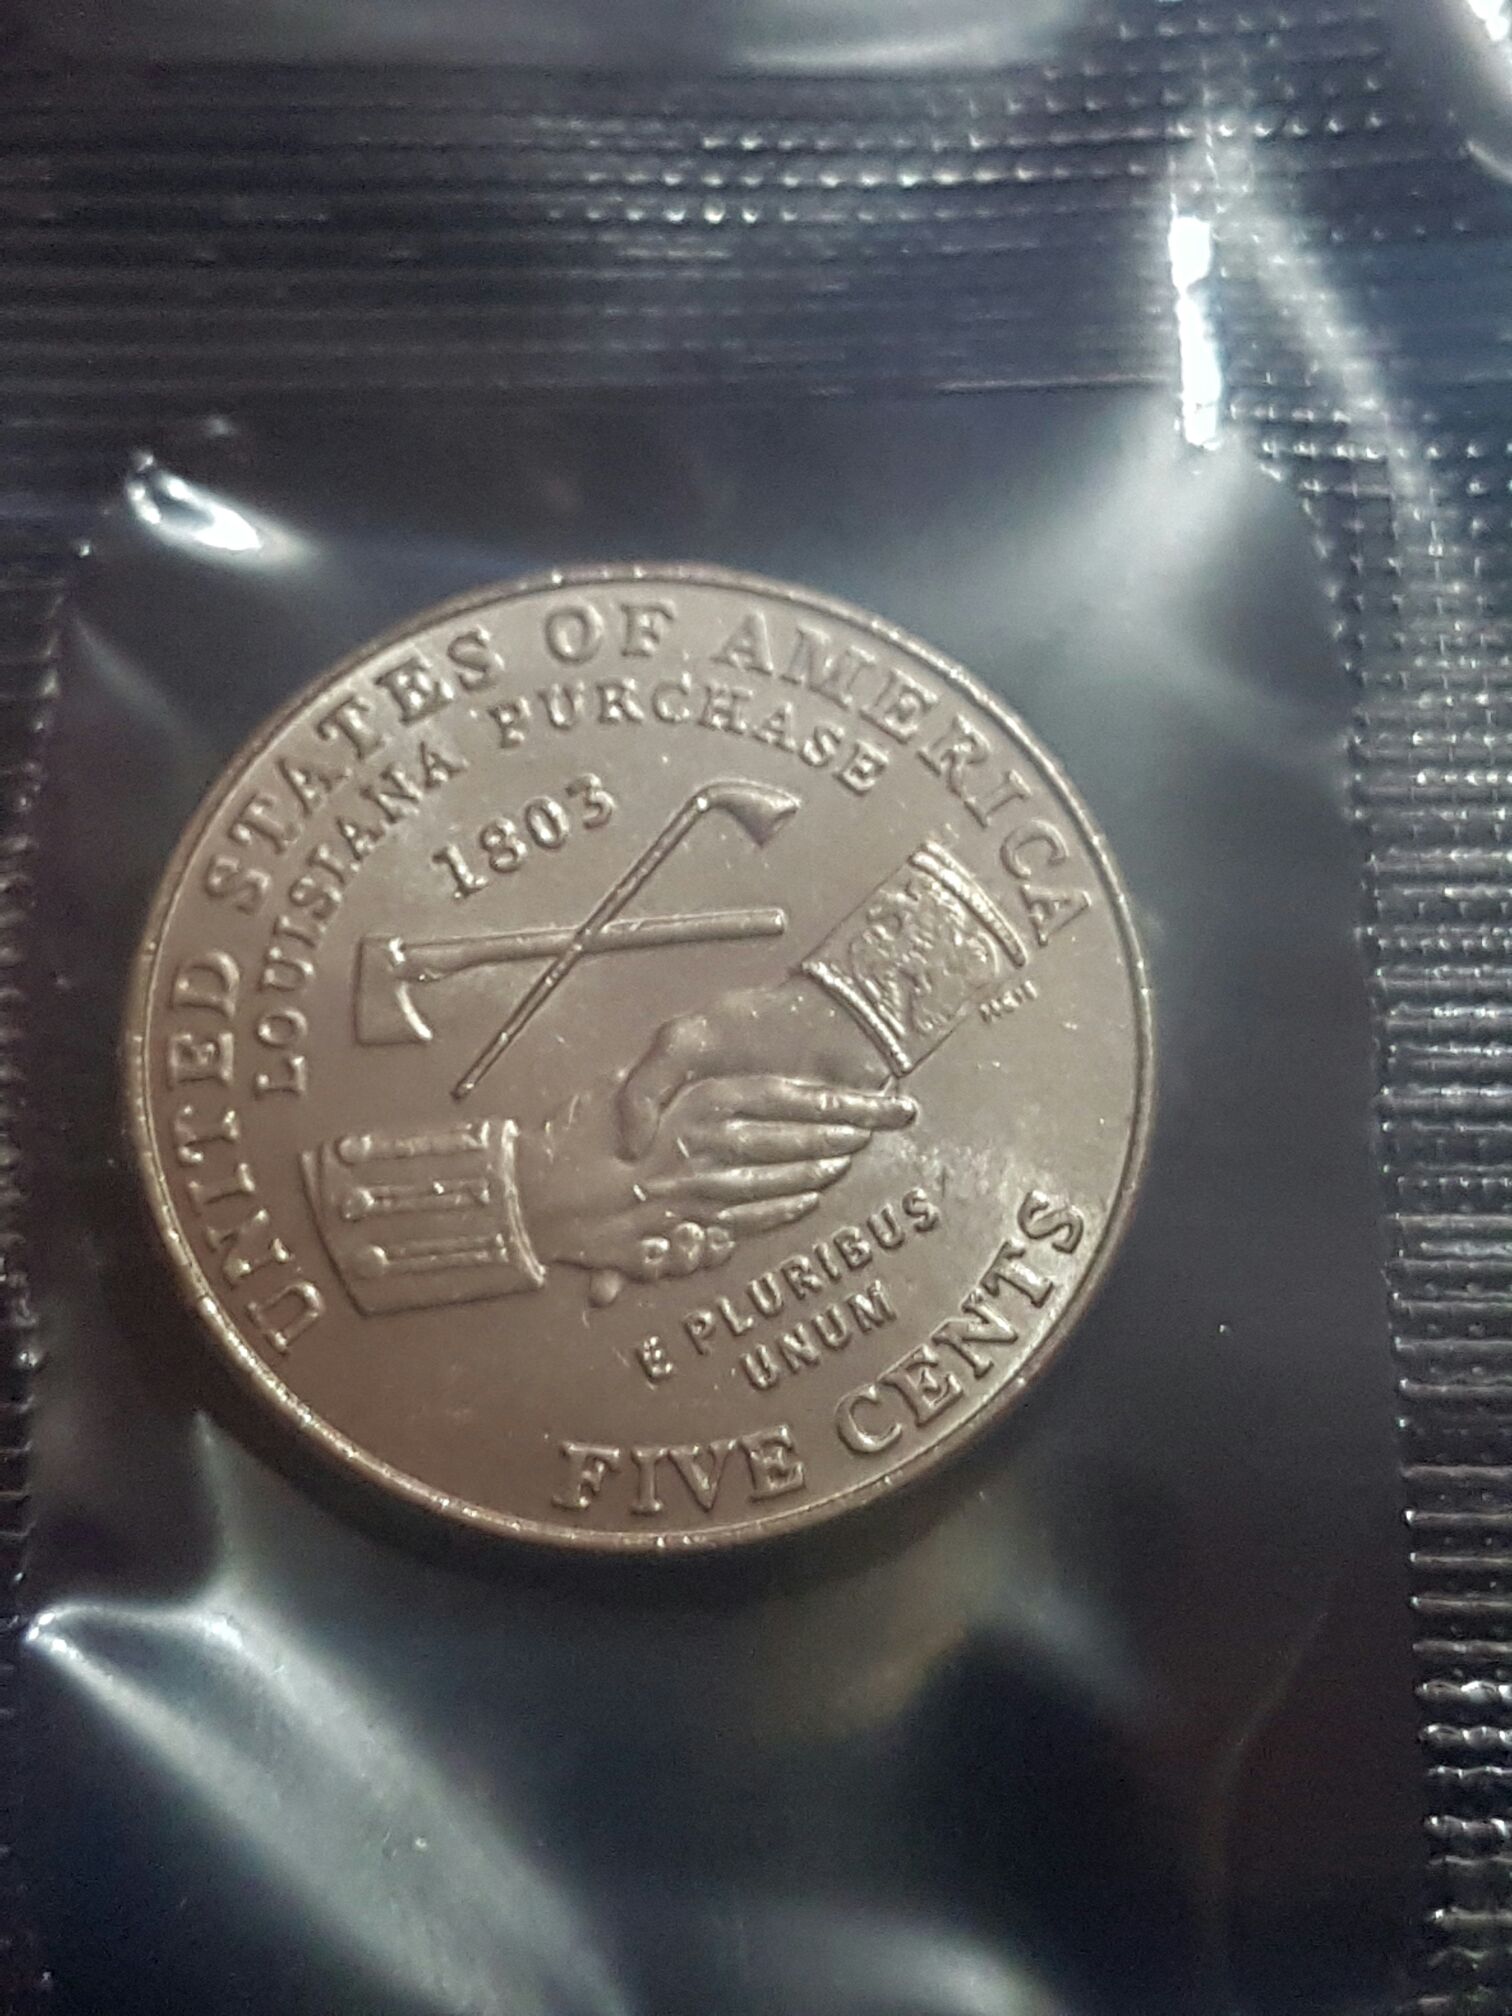 UNITED STATES OF AMERICA
LOUISIANA PURCHASE
1803
E PLURIBUS
UNUM
FIVE CENTS